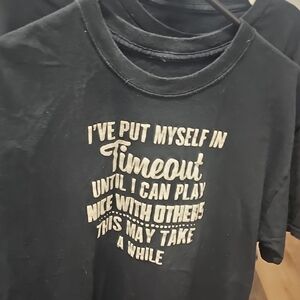 I'VE PUT MYSELF IN
Timeout
UNTIL I CAN PLAY
NICE WITH OTHERS
THIS MAY TAKE
A WHILE